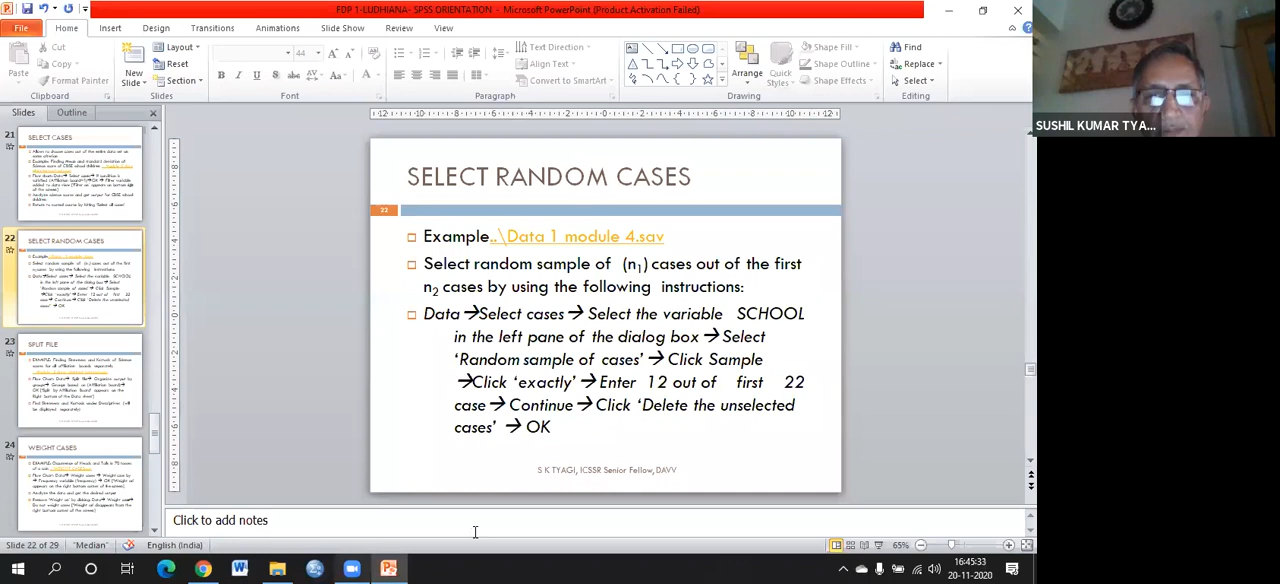 FDP 1-LUDHIANA- SPSS ORIENTATION - Microsoft PowerPoint (Product Activation Failed)
File Home Insert Design Transitions Animations Slide Show Review View
Cut
Copy
Format Painter
Paste
Clipboard
New
Slide
Layout
Reset
Section
Slides
44
Font
Text Direction
Align Text
Convert to SmartArt
Paragraph
Arrange
Quick
Styles
Shape Fill
Shape Outline
Shape Effects
Drawing
Find
Replace
Select
Editing
SUSHIL KUMAR TYA...
Slides Outline
21
SELECT CASES
22
SELECT RANDOM CASES
23
SPLIT FILE
24
WEIGHT CASES
SELECT RANDOM CASES
22
Example..\Data 1 module 4.sav
Select random sample of (n1) cases out of the first
n2 cases by using the following instructions:
Data →Select cases → Select the variable SCHOOL
in the left pane of the dialog box → Select
‘Random sample of cases’ → Click Sample
→Click ‘exactly’ → Enter 12 out of first 22
case → Continue → Click ‘Delete the unselected
cases’ → OK
S K TYAGI, ICSSR Senior Fellow,DAVV
Click to add notes
Slide 22 of 29 "Median" English (India) 65%
16:45:33
20-11-2020